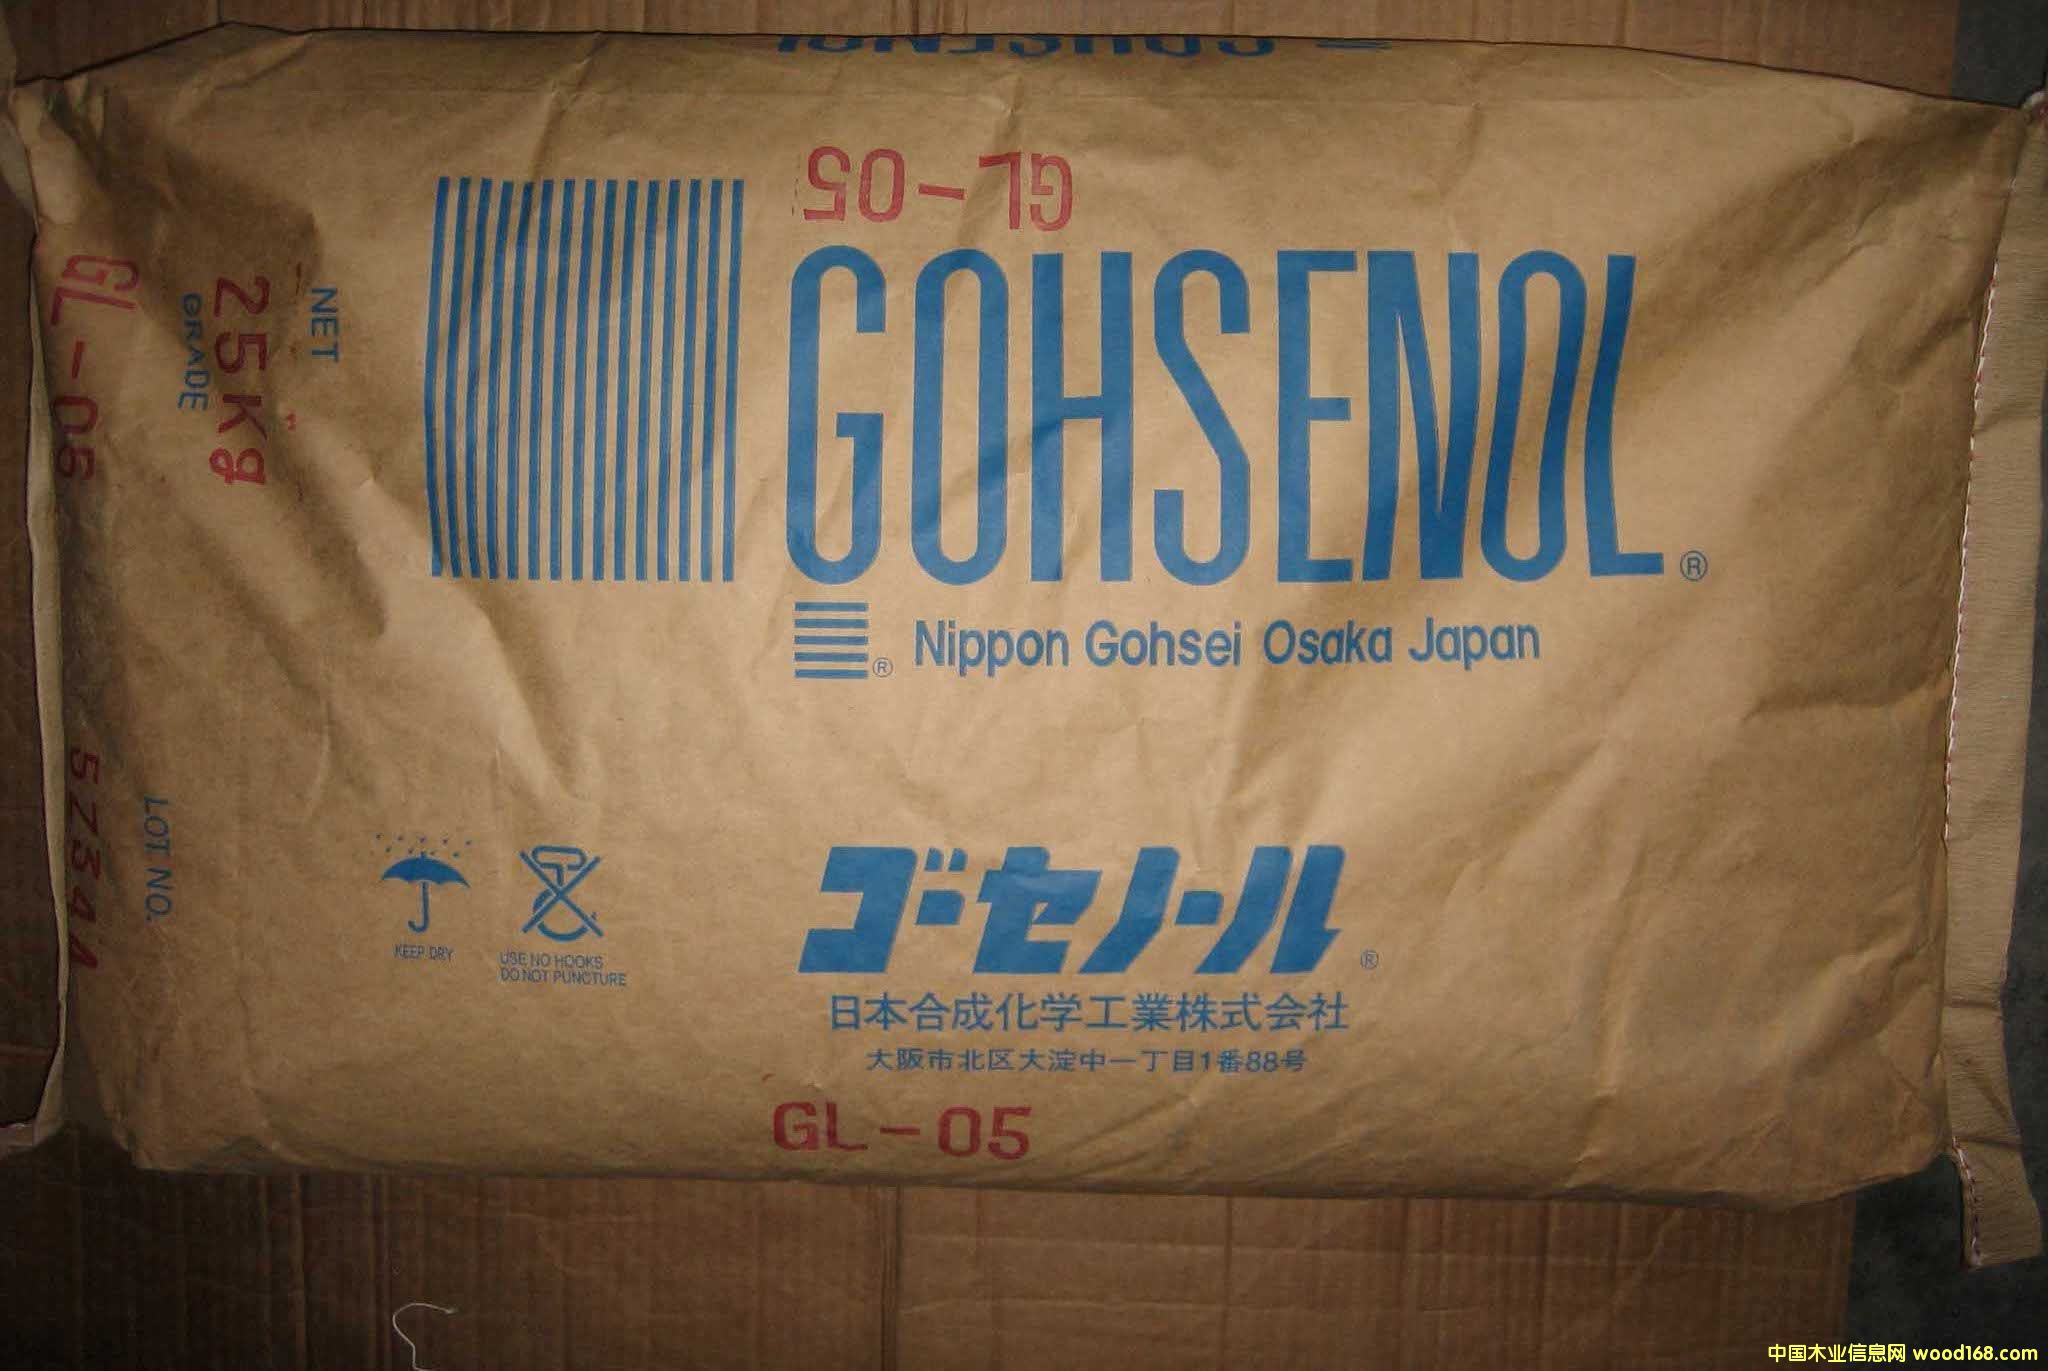 GOHSENOL
GL-05
GOHSENOL®
® Nippon Gohsei Osaka Japan
NET
25Kg
GRADE
GL-05
LOT NO.
5Z344
KEEP DRY
USE NO HOOKS
DO NOT PUNCTURE
ゴーセノール®
日本合成化学工業株式会社
大阪市北区大淀中一丁目1番88号
GL-05
中国木业信息网 wood168.com